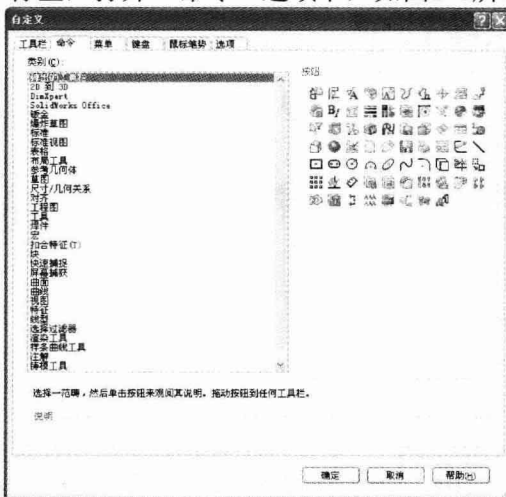 自定义
工具栏 命令 菜单 键盘 鼠标笔势 选项
类别(C):
按钮
2D 到 3D
DimXpert
SolidWorks Office
钣金
爆炸草图
标准
标准视图
表格
布局工具
参考几何体
草图
尺寸/几何关系
对齐
工程图
工具
焊件
宏
扣合特征(T)
块
快速捕捉
屏幕捕获
曲面
曲线
视图
特征
线型
选择过滤器
渲染工具
样条曲线工具
注解
铸模工具
选择一范畴，然后单击按钮来观阅其说明。拖动按钮到任何工具栏。
说明
确定 取消 帮助(H)